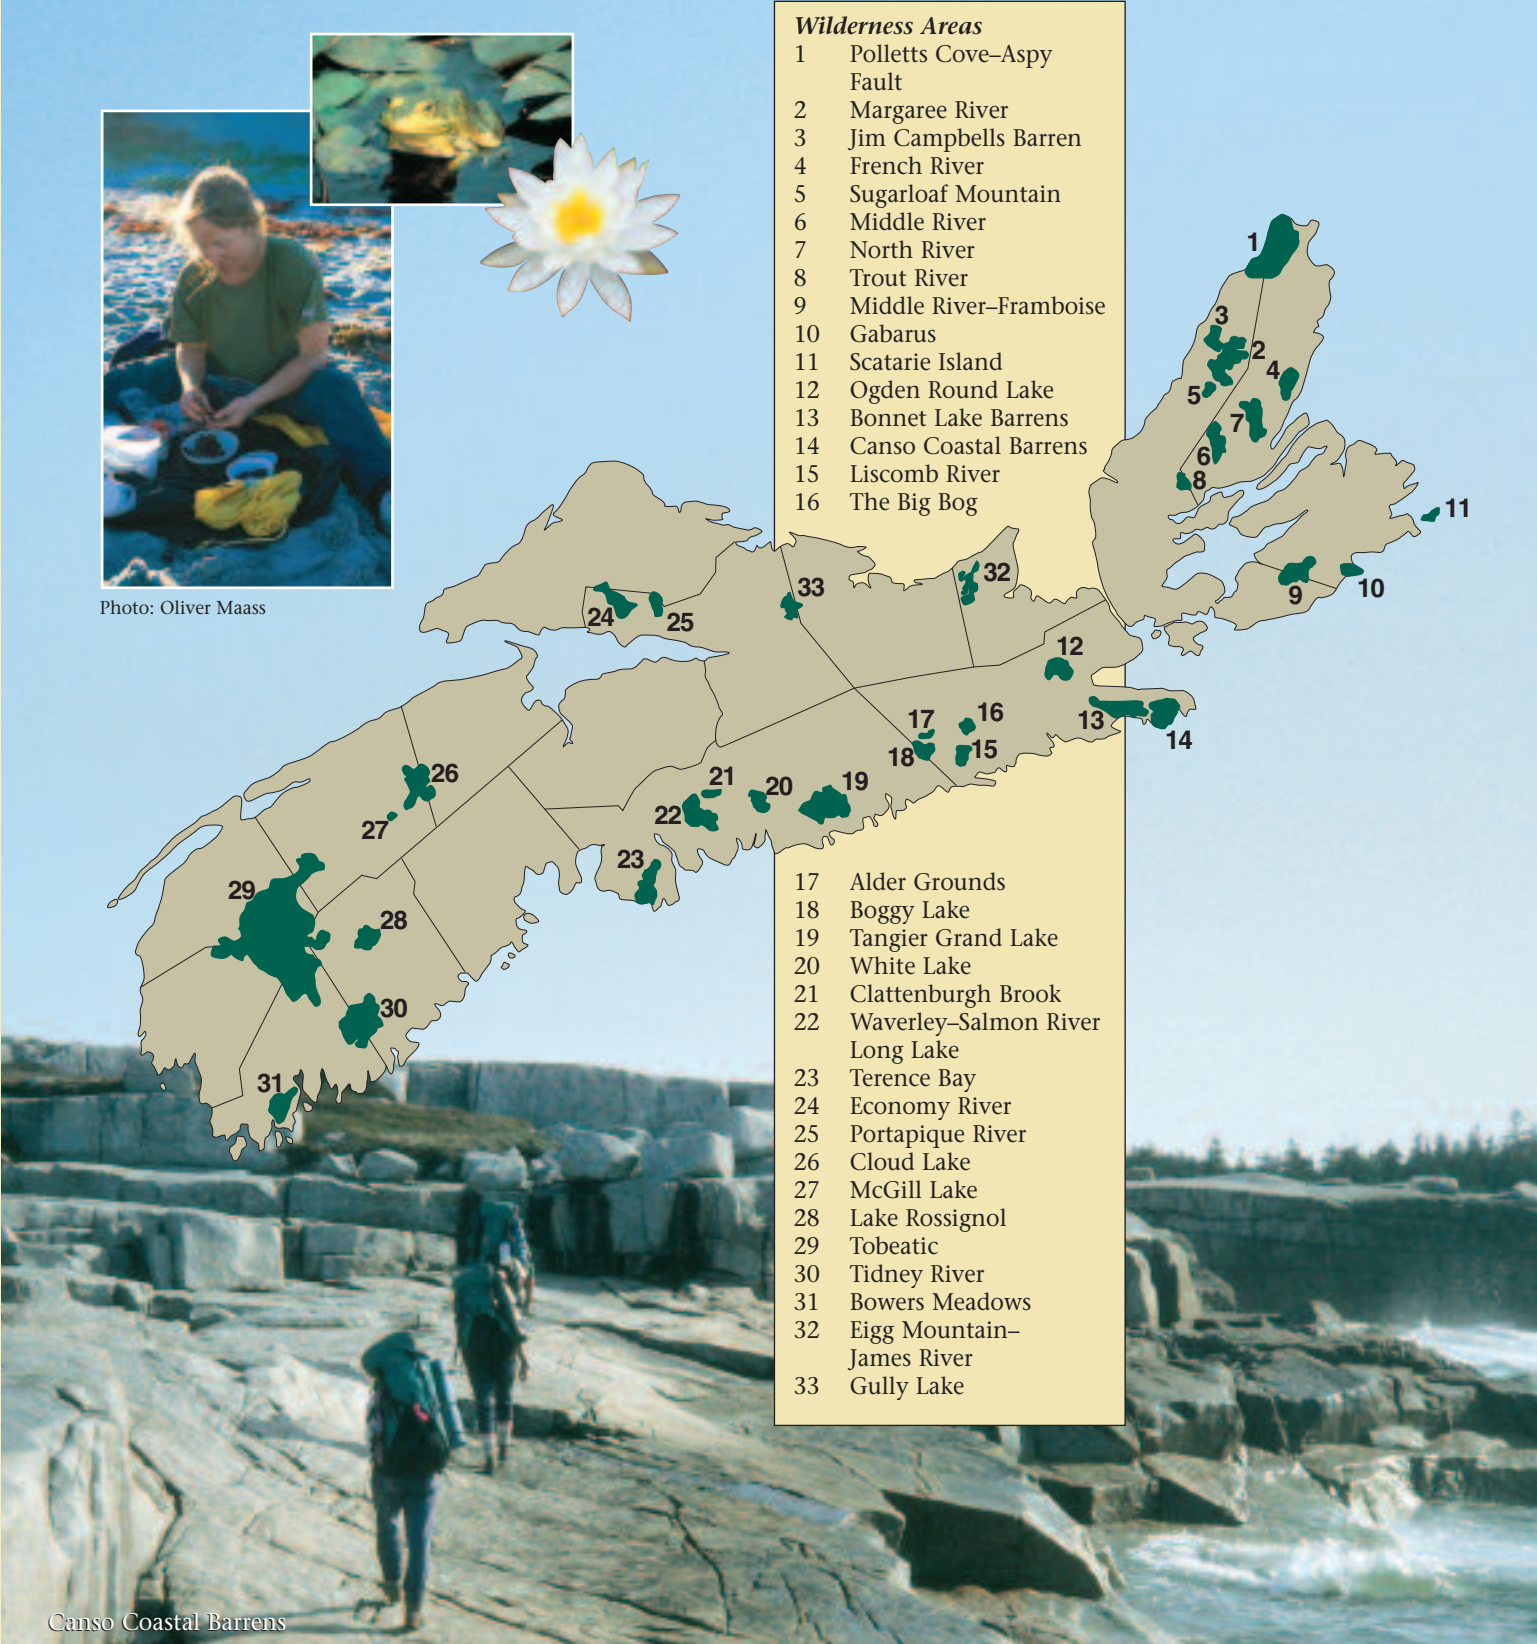 Wilderness Areas
1 Polletts Cove–Aspy
Fault
2 Margaree River
3 Jim Campbells Barren
4 French River
5 Sugarloaf Mountain
6 Middle River
7 North River
8 Trout River
9 Middle River–Framboise
10 Gabarus
11 Scatarie Island
12 Ogden Round Lake
13 Bonnet Lake Barrens
14 Canso Coastal Barrens
15 Liscomb River
16 The Big Bog
Photo: Oliver Maass
1
3
2
4
5
7
6
8
11
9
10
32
33
24
25
12
13
14
16
17
15
18
19
20
21
22
23
26
27
29
28
30
31
17 Alder Grounds
18 Boggy Lake
19 Tangier Grand Lake
20 White Lake
21 Clattenburgh Brook
22 Waverley–Salmon River
Long Lake
23 Terence Bay
24 Economy River
25 Portapique River
26 Cloud Lake
27 McGill Lake
28 Lake Rossignol
29 Tobeatic
30 Tidney River
31 Bowers Meadows
32 Eigg Mountain–
James River
33 Gully Lake
Canso Coastal Barrens